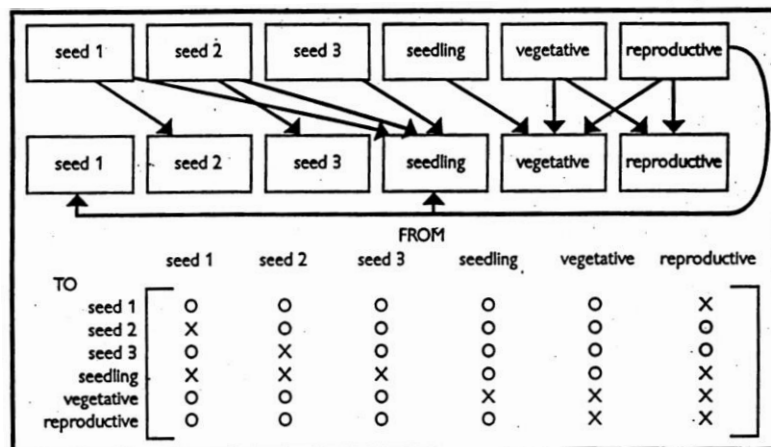 seed 1 seed 2 seed 3 seedling vegetative reproductive
seed 1 seed 2 seed 3 seedling vegetative reproductive
FROM
seed 1 seed 2 seed 3 seedling vegetative reproductive
TO
seed 1 O O O O O X
seed 2 X O O O O O
seed 3 O X O O O O
seedling X X X O O X
vegetative O O O X X X
reproductive O O O O X X